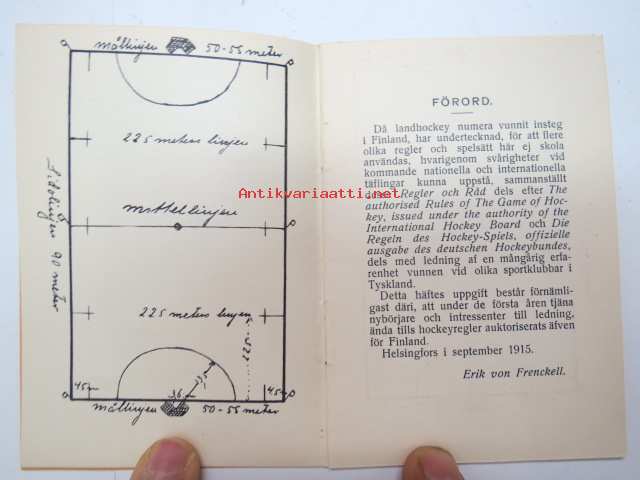 mållinjen 50-55 meter
22.5 meters linjen
Mittellinjen
Sidolinjen 90 meter
22.5 meters linjen
4.5 m
3.6
4.5 m
mållinjen 50-55 meter
Antikvariaatti.net
FÖRORD.
Då landhockey numera vunnit insteg
i Finland, har undertecknad, för att flere
olika regler och spelsätt här ej skola
användas, hvarigenom svårigheter vid
kommande nationella och internationella
täflingar kunna uppstå, sammanställt
dessa Regler och Råd dels efter The
authorised Rules of The Game of Hoc-
key, issued under the authority of the
International Hockey Board och Die
Regeln des Hockey-Spiels, offizielle
ausgabe des deutschen Hockeybundes,
dels med ledning af en mångårig erfa-
renhet vunnen vid olika sportklubbar i
Tyskland.
Detta häftes uppgift består förnämli-
gast däri, att under de första åren tjäna
nybörjare och intressenter till ledning,
ända tills hockeyregler auktoriserats äfven
för Finland.
Helsingfors i september 1915.
Erik von Frenckell.